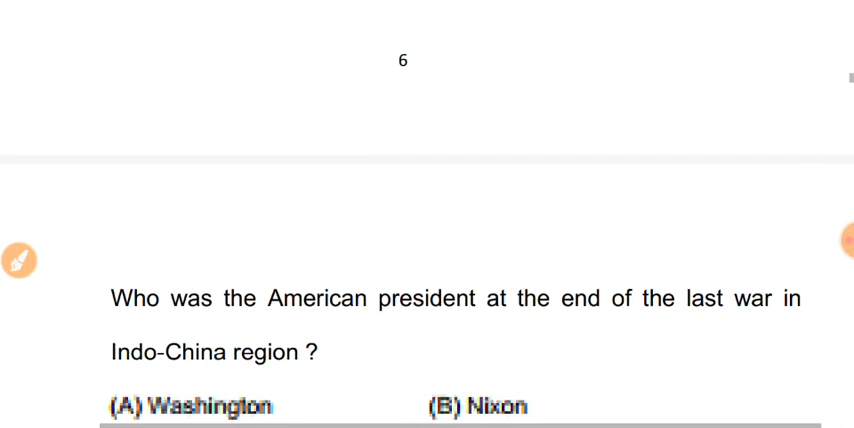 6
Who was the American president at the end of the last war in
Indo-China region ?
(A) Washington (B) Nixon